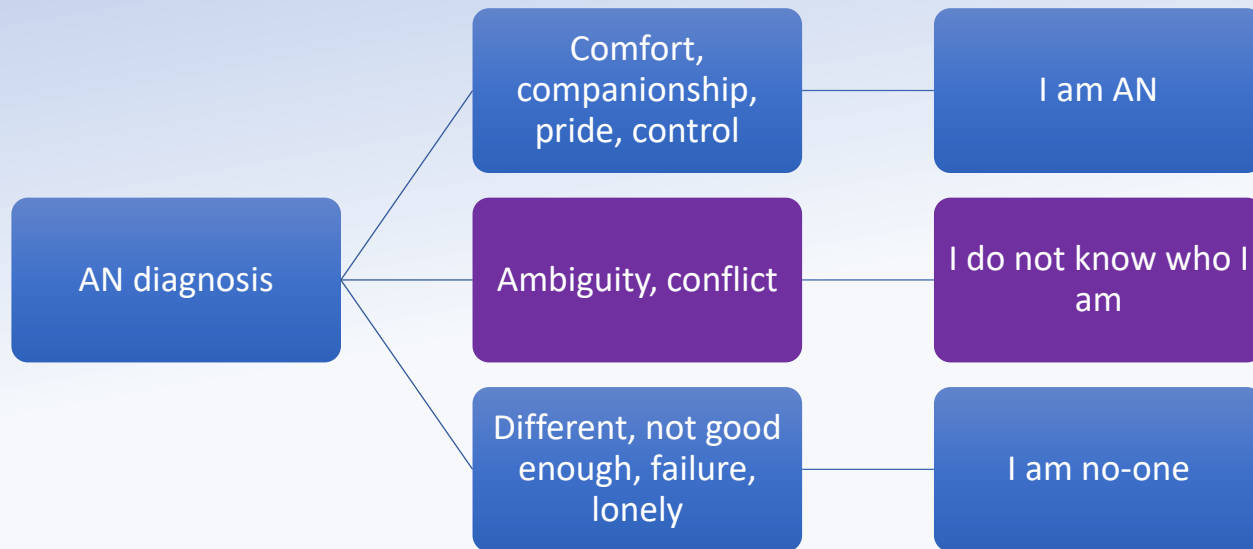 Comfort,
companionship,
pride, control
I am AN
AN diagnosis
Ambiguity, conflict
I do not know who I
am
Different, not good
enough, failure,
lonely
I am no-one